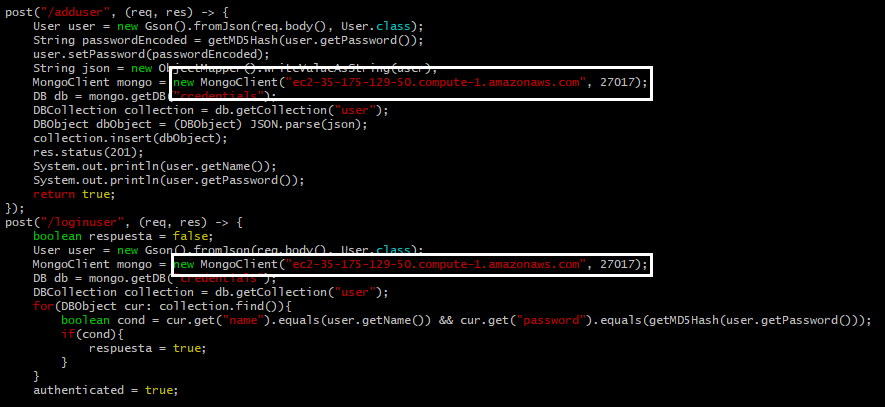 post("/adduser", (req, res) -> {
    User user = new Gson().fromJson(req.body(), User.class);
    String passwordEncoded = getMD5Hash(user.getPassword());
    user.setPassword(passwordEncoded);
    String json = new ObjectMapper().writeValueAsString(user);
    MongoClient mongo = new MongoClient("ec2-35-175-129-50.compute-1.amazonaws.com", 27017);
    DB db = mongo.getDB("credentials");
    DBCollection collection = db.getCollection("user");
    DBObject dbObject = (DBObject) JSON.parse(json);
    collection.insert(dbObject);
    res.status(201);
    System.out.println(user.getName());
    System.out.println(user.getPassword());
    return true;
});
post("/loginuser", (req, res) -> {
    boolean respuesta = false;
    User user = new Gson().fromJson(req.body(), User.class);
    MongoClient mongo = new MongoClient("ec2-35-175-129-50.compute-1.amazonaws.com", 27017);
    DB db = mongo.getDB("credentials");
    DBCollection collection = db.getCollection("user");
    for(DBObject cur: collection.find()){
        boolean cond = cur.get("name").equals(user.getName()) && cur.get("password").equals(getMD5Hash(user.getPassword()));
        if(cond){
            respuesta = true;
        }
    }
    authenticated = true;